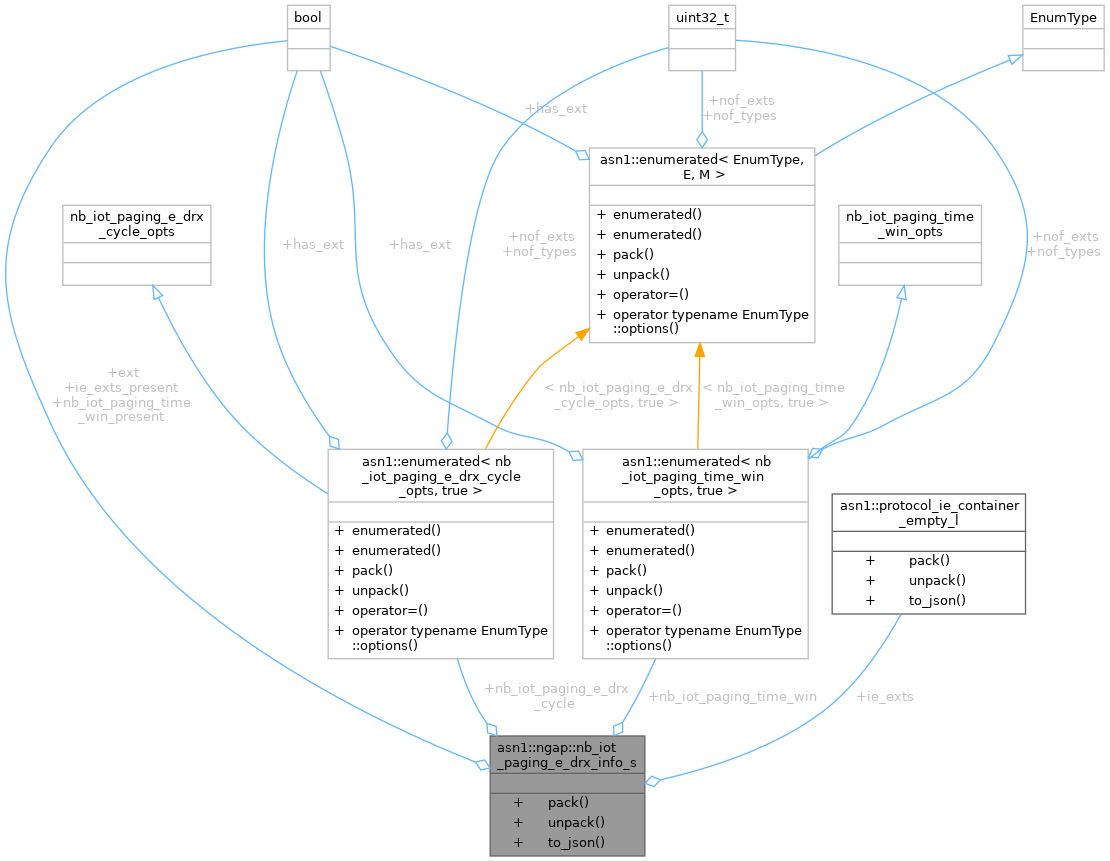 bool
uint32_t
EnumType
+has_ext
+nof_exts
+nof_types
asn1::enumerated< EnumType,
E, M >
+ enumerated()
+ enumerated()
+ pack()
+ unpack()
+ operator=()
+ operator typename EnumType
::options()
nb_iot_paging_e_drx
_cycle_opts
nb_iot_paging_time
_win_opts
+has_ext
+has_ext
+nof_exts
+nof_types
+nof_exts
+nof_types
+ext
+ie_exts_present
+nb_iot_paging_time
_win_present
< nb_iot_paging_e_drx
_cycle_opts, true >
< nb_iot_paging_time
_win_opts, true >
asn1::enumerated< nb
_iot_paging_e_drx_cycle
_opts, true >
+ enumerated()
+ enumerated()
+ pack()
+ unpack()
+ operator=()
+ operator typename EnumType
::options()
asn1::enumerated< nb
_iot_paging_time_win
_opts, true >
+ enumerated()
+ enumerated()
+ pack()
+ unpack()
+ operator=()
+ operator typename EnumType
::options()
asn1::protocol_ie_container
_empty_l
+ pack()
+ unpack()
+ to_json()
+nb_iot_paging_e_drx
_cycle
+nb_iot_paging_time_win
+ie_exts
asn1::ngap::nb_iot
_paging_e_drx_info_s
+ pack()
+ unpack()
+ to_json()